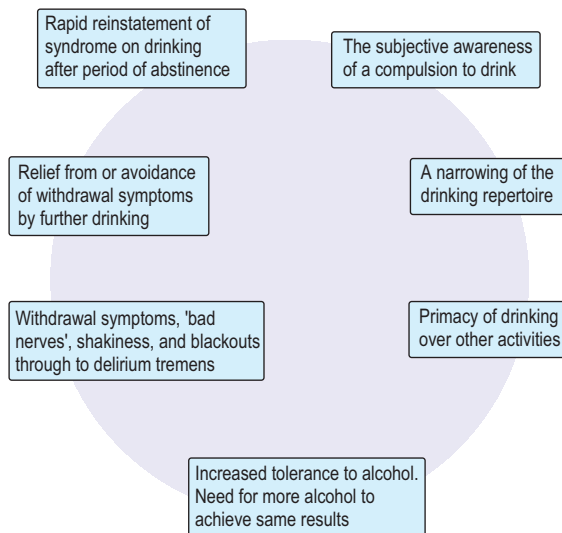 Rapid reinstatement of
syndrome on drinking
after period of abstinence
The subjective awareness
of a compulsion to drink
Relief from or avoidance
of withdrawal symptoms
by further drinking
A narrowing of the
drinking repertoire
Withdrawal symptoms, 'bad
nerves', shakiness, and blackouts
through to delirium tremens
Primacy of drinking
over other activities
Increased tolerance to alcohol.
Need for more alcohol to
achieve same results